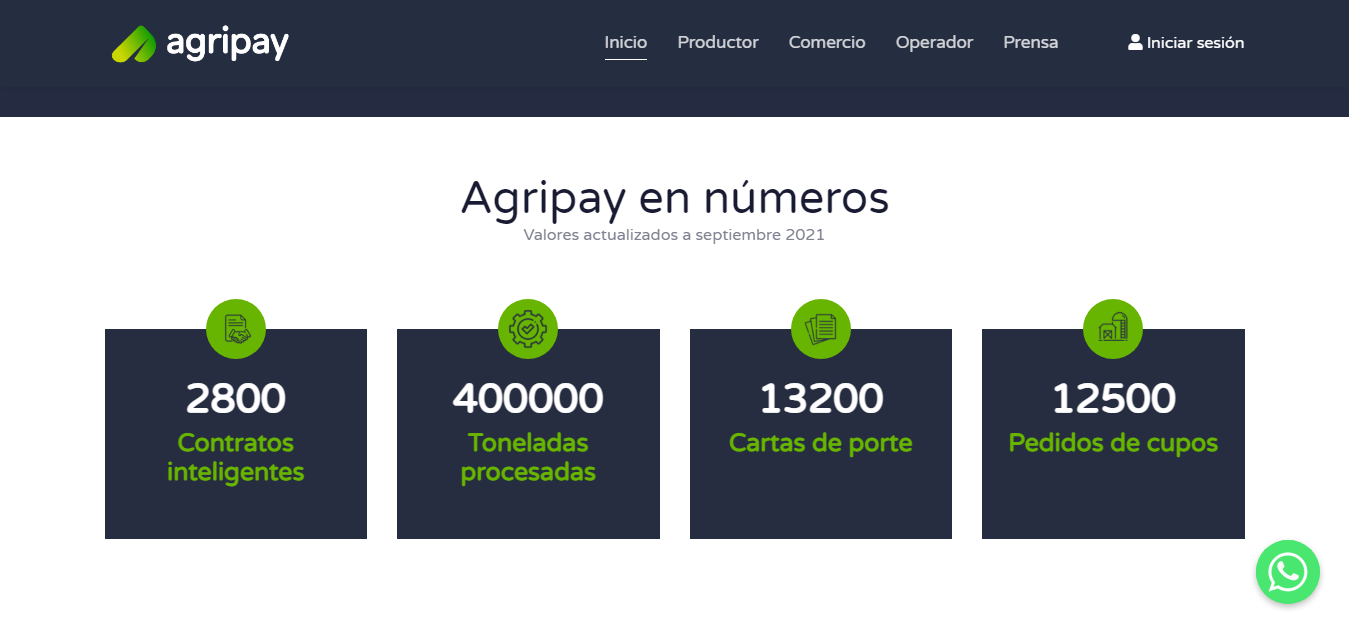 agripay
Inicio Productor Comercio Operador Prensa Iniciar sesión
Agripay en números
Valores actualizados a septiembre 2021
2800
Contratos
inteligentes
400000
Toneladas
procesadas
13200
Cartas de porte
12500
Pedidos de cupos